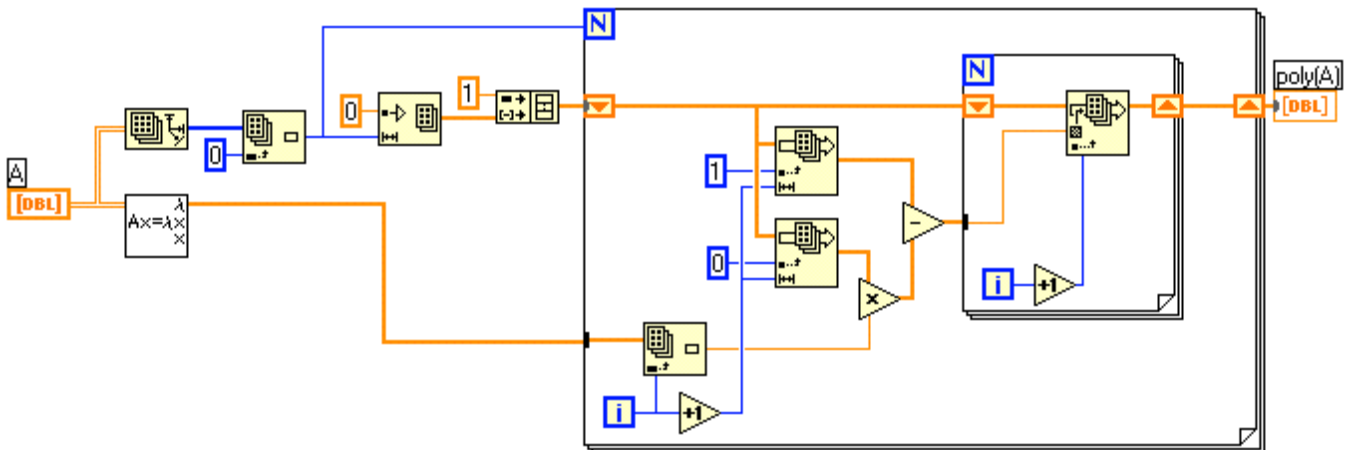 A
[DBL]
Ax=λx
λ
x
0
0
1
N
1
0
×
-
i
+1
N
i
+1
poly(A)
[DBL]